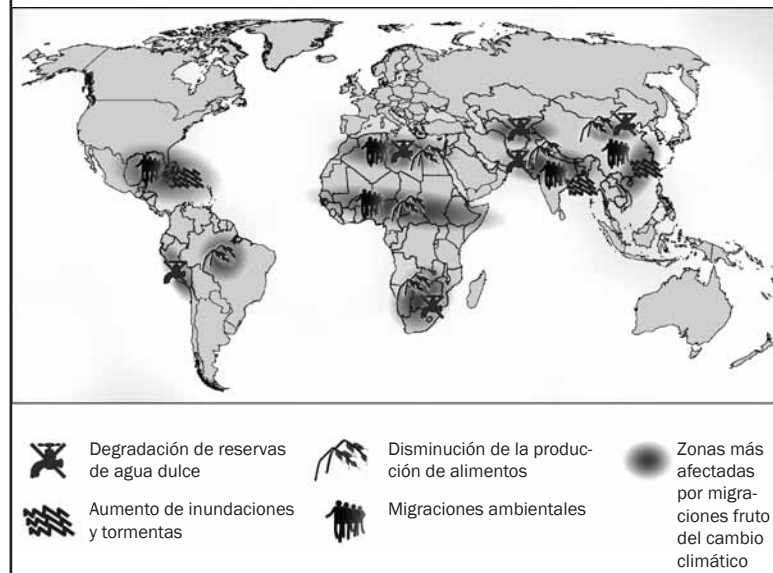 Degradación de reservas
de agua dulce
Aumento de inundaciones
y tormentas
Disminución de la produc-
ción de alimentos
Migraciones ambientales
Zonas más
afectadas
por migra-
ciones fruto
del cambio
climático